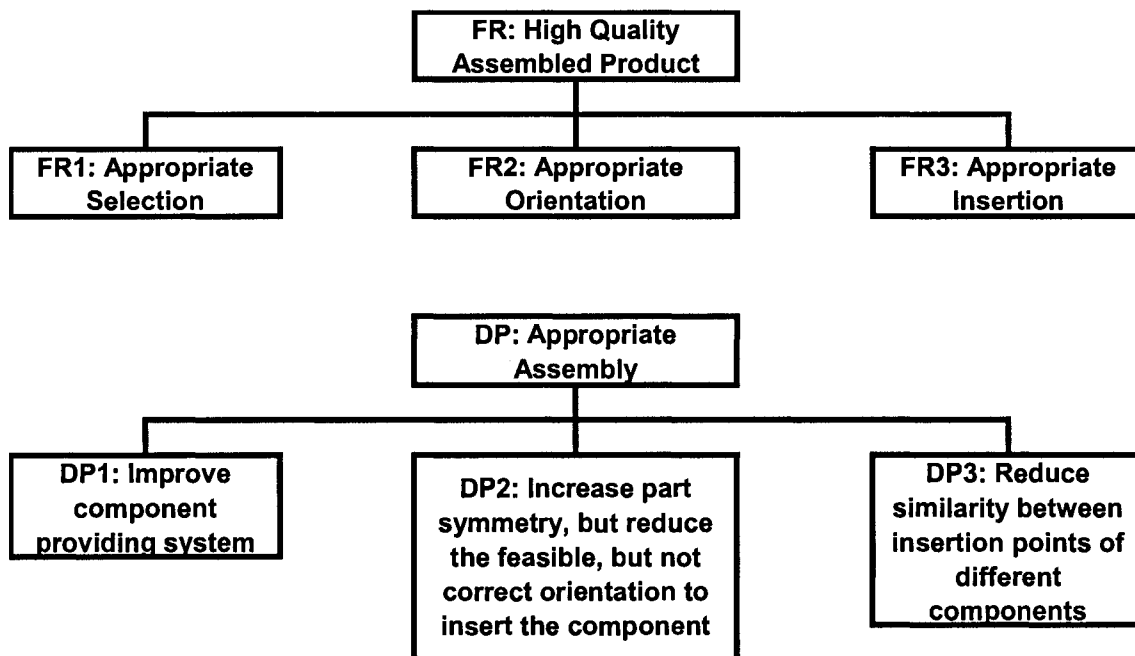 FR: High Quality
Assembled Product
FR1: Appropriate
Selection
FR2: Appropriate
Orientation
FR3: Appropriate
Insertion
DP: Appropriate
Assembly
DP1: Improve
component
providing system
DP2: Increase part
symmetry, but reduce
the feasible, but not
correct orientation to
insert the component
DP3: Reduce
similarity between
insertion points of
different
components